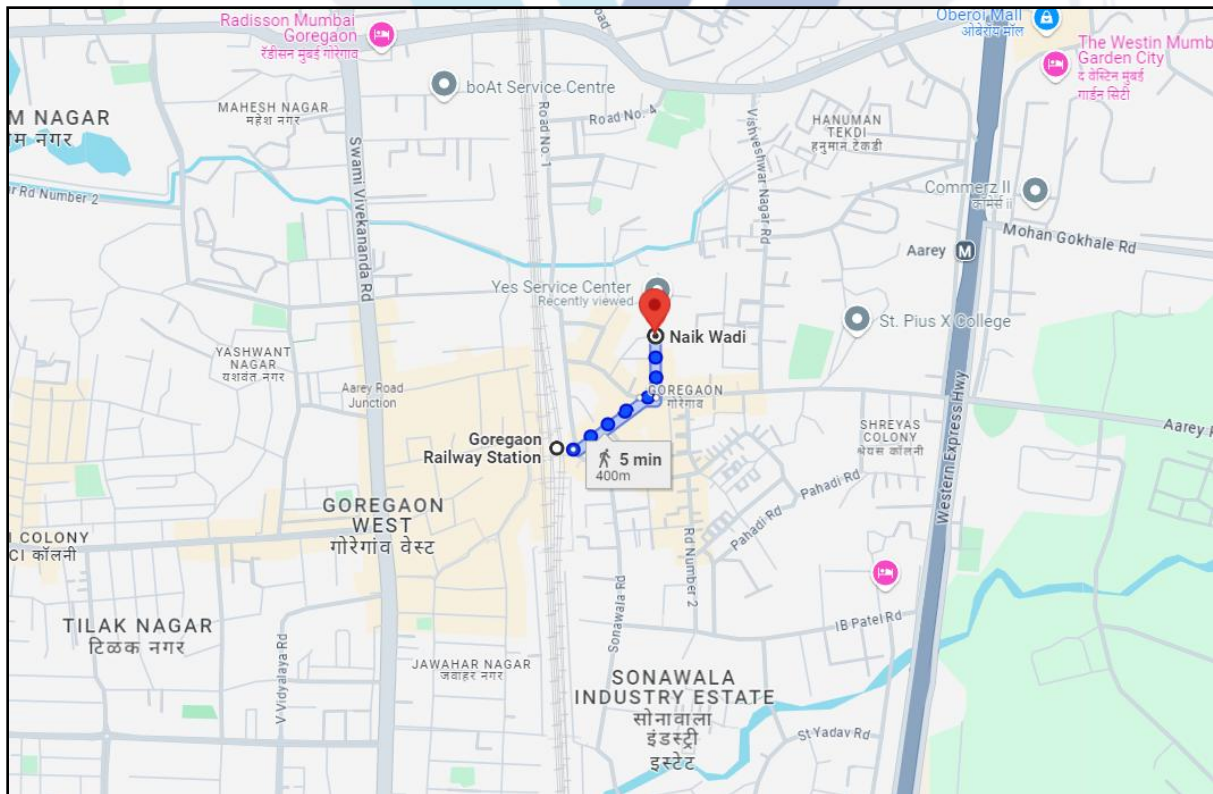 Radisson Mumbai
Goregaon
रॅडीसन मुंबई गोरेगाव
Oberoi Mall
ओबेरॉय मॉल
The Westin Mumb
Garden City
द वेस्टिन मुंबई
गार्डन सिटी
boAt Service Centre
MAHESH NAGAR
महेश नगर
M NAGAR
ाम नगर
Road
Road No. 1
Road No. 4
Vishveshwar Nagar Rd
HANUMAN
TEKDI
हनुमान टेकडी
Swami Vivekananda Rd
ar Rd Number 2
Commerz II
कॉमर्स ii
Mohan Gokhale Rd
Aarey M
Yes Service Center
Recently viewed
Naik Wadi
St. Pius X College
YASHWANT
NAGAR
यशवंत नगर
Aarey Road
Junction
GOREGAON
गोरेगाव
Goregaon
Railway Station
5 min
400m
SHREYAS
COLONY
श्रेयस कॉलनी
Western Express Hwy
Aarey R
Pahadi Rd
Pahadi Rd
GOREGAON
WEST
गोरेगांव वेस्ट
I COLONY
CI कॉलनी
Rd Number 2
Sonawala Rd
IB Patel Rd
TILAK NAGAR
टिळक नगर
V-Vidyalaya Rd
JAWAHAR NAGAR
जवाहर नगर
SONAWALA
INDUSTRY ESTATE
सोनावाला
इंडस्ट्री
इस्टेट
St Yadav Rd